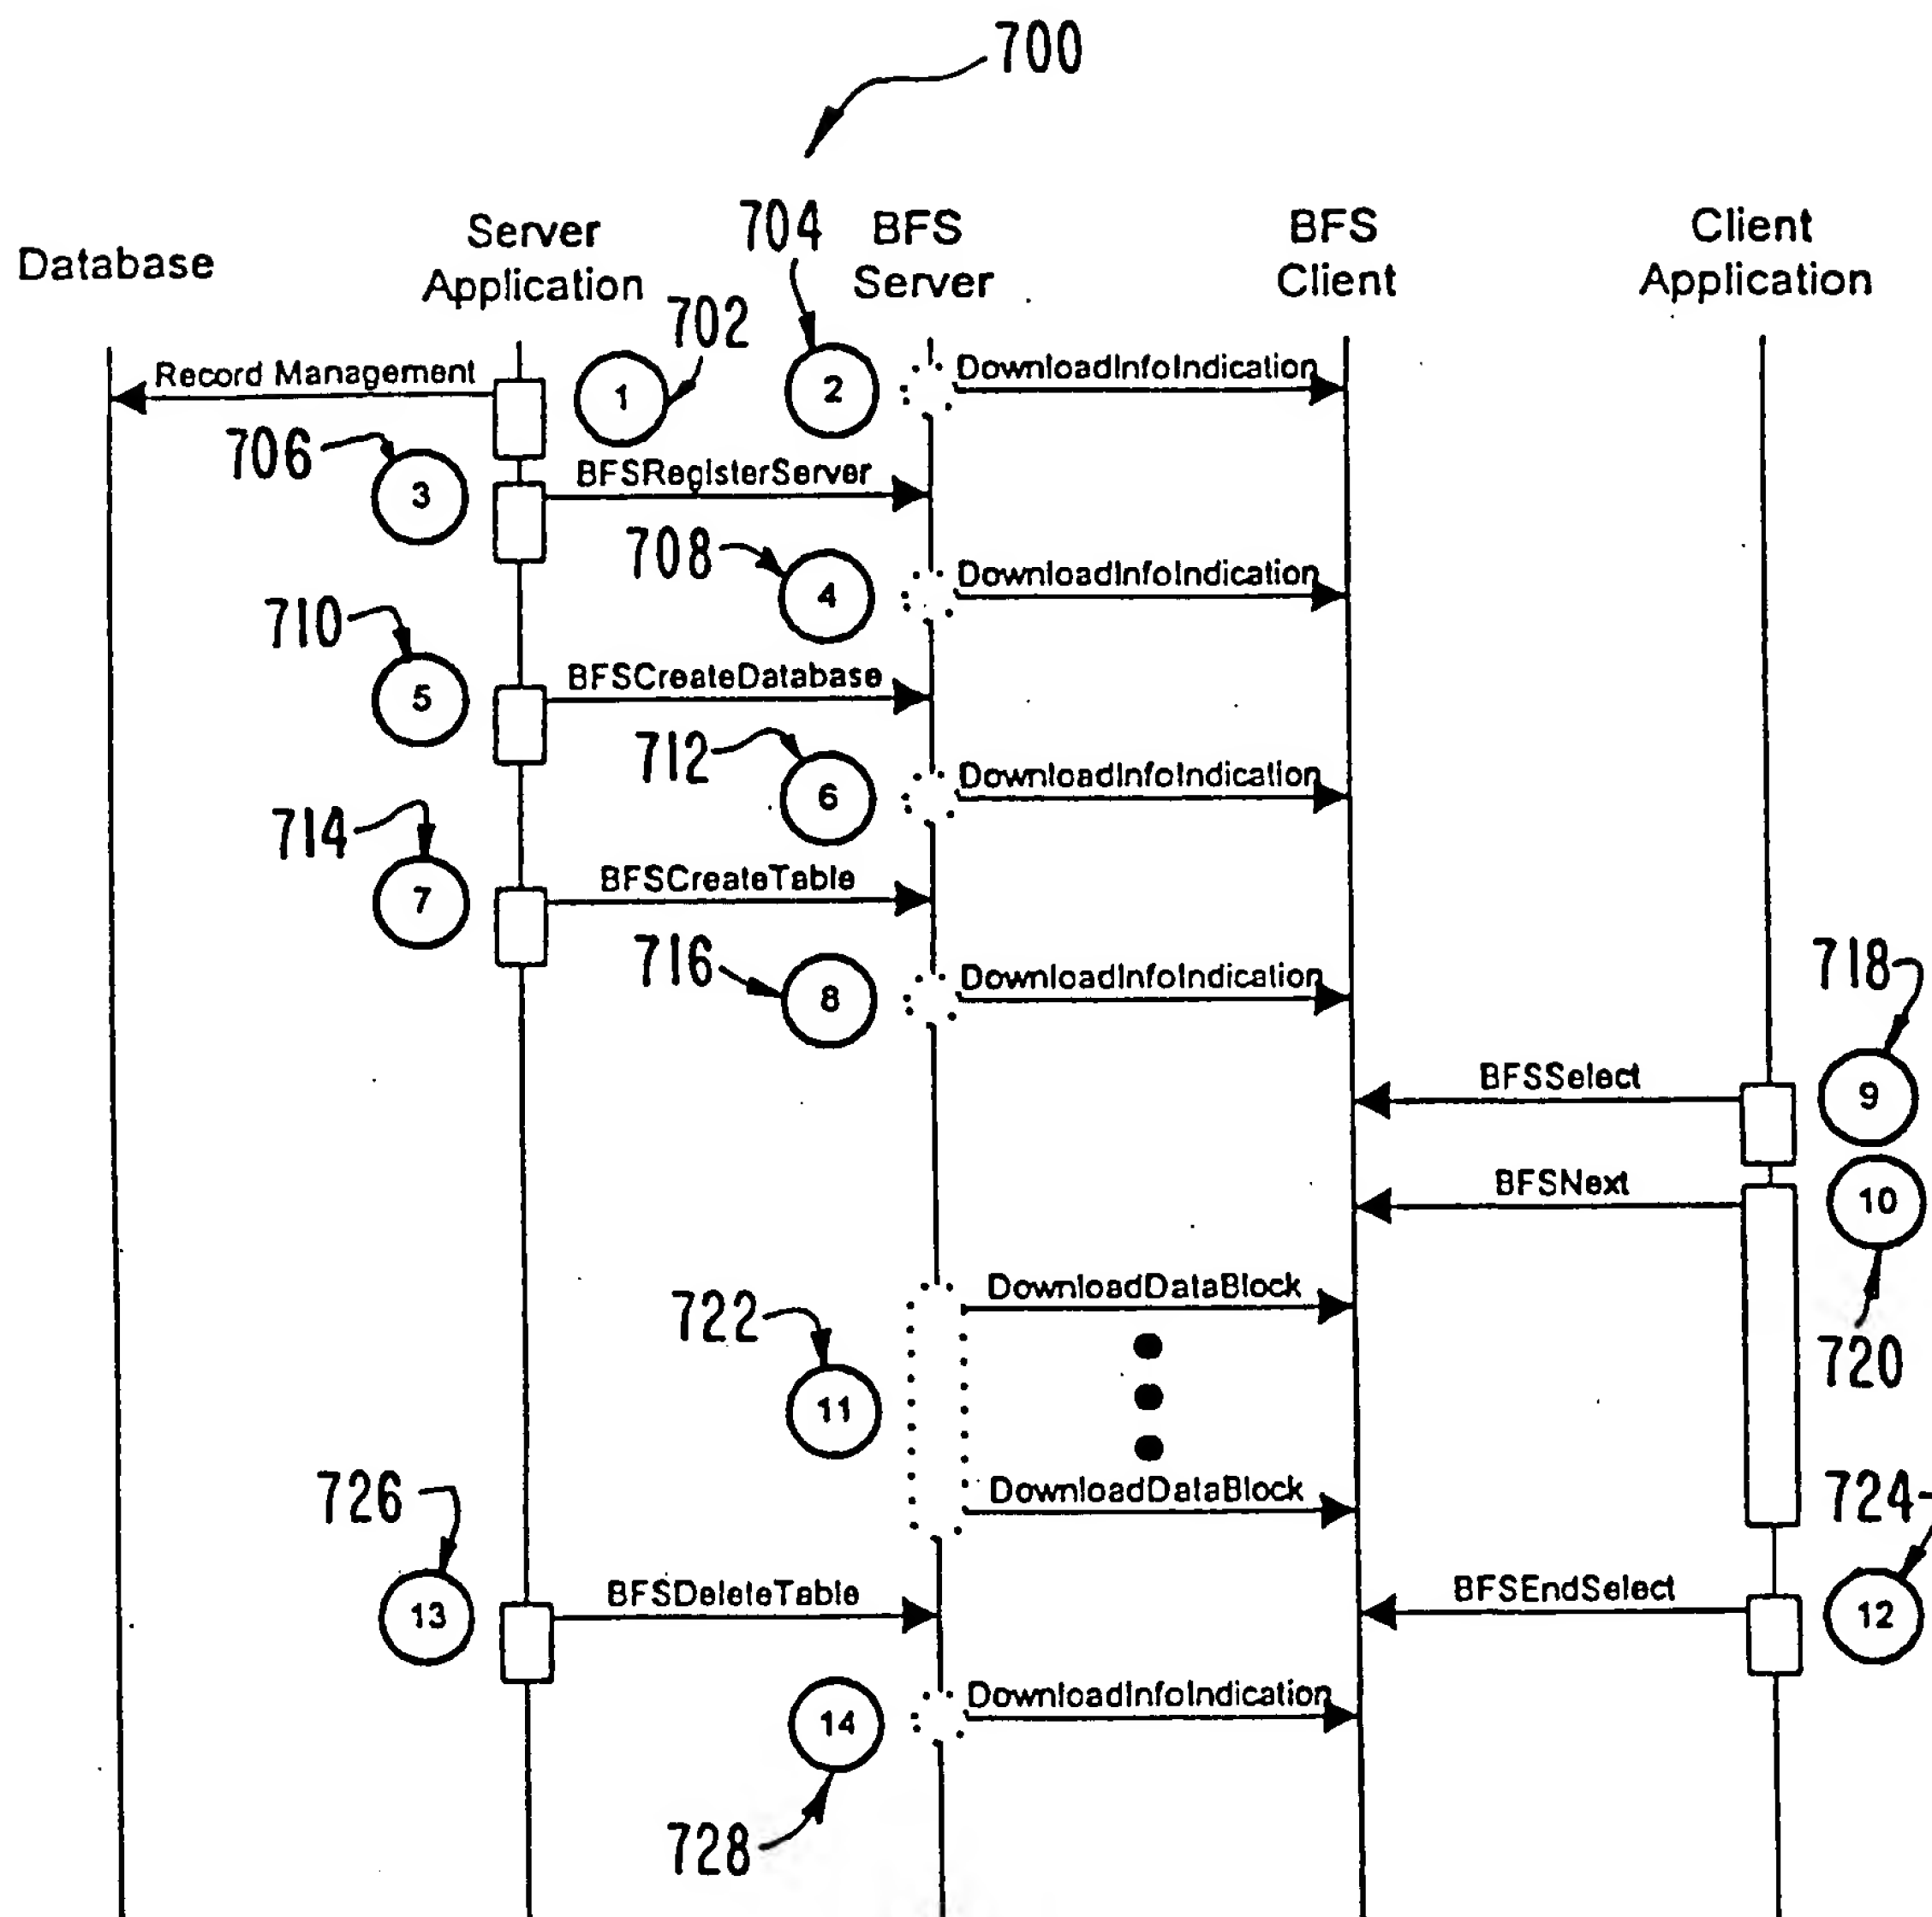 700
Database
Server
Application
704
BFS
Server
BFS
Client
Client
Application
702
Record Management
1
2
DownloadInfoIndication
706
3
BFSRegisterServer
708
4
DownloadInfoIndication
710
5
BFSCreateDatabase
712
6
DownloadInfoIndication
714
7
BFSCreateTable
716
8
DownloadInfoIndication
718
BFSSelect
9
BFSNext
10
720
DownloadDataBlock
722
11
DownloadDataBlock
724
726
13
BFSDeleteTable
BFSEndSelect
12
14
DownloadInfoIndication
728